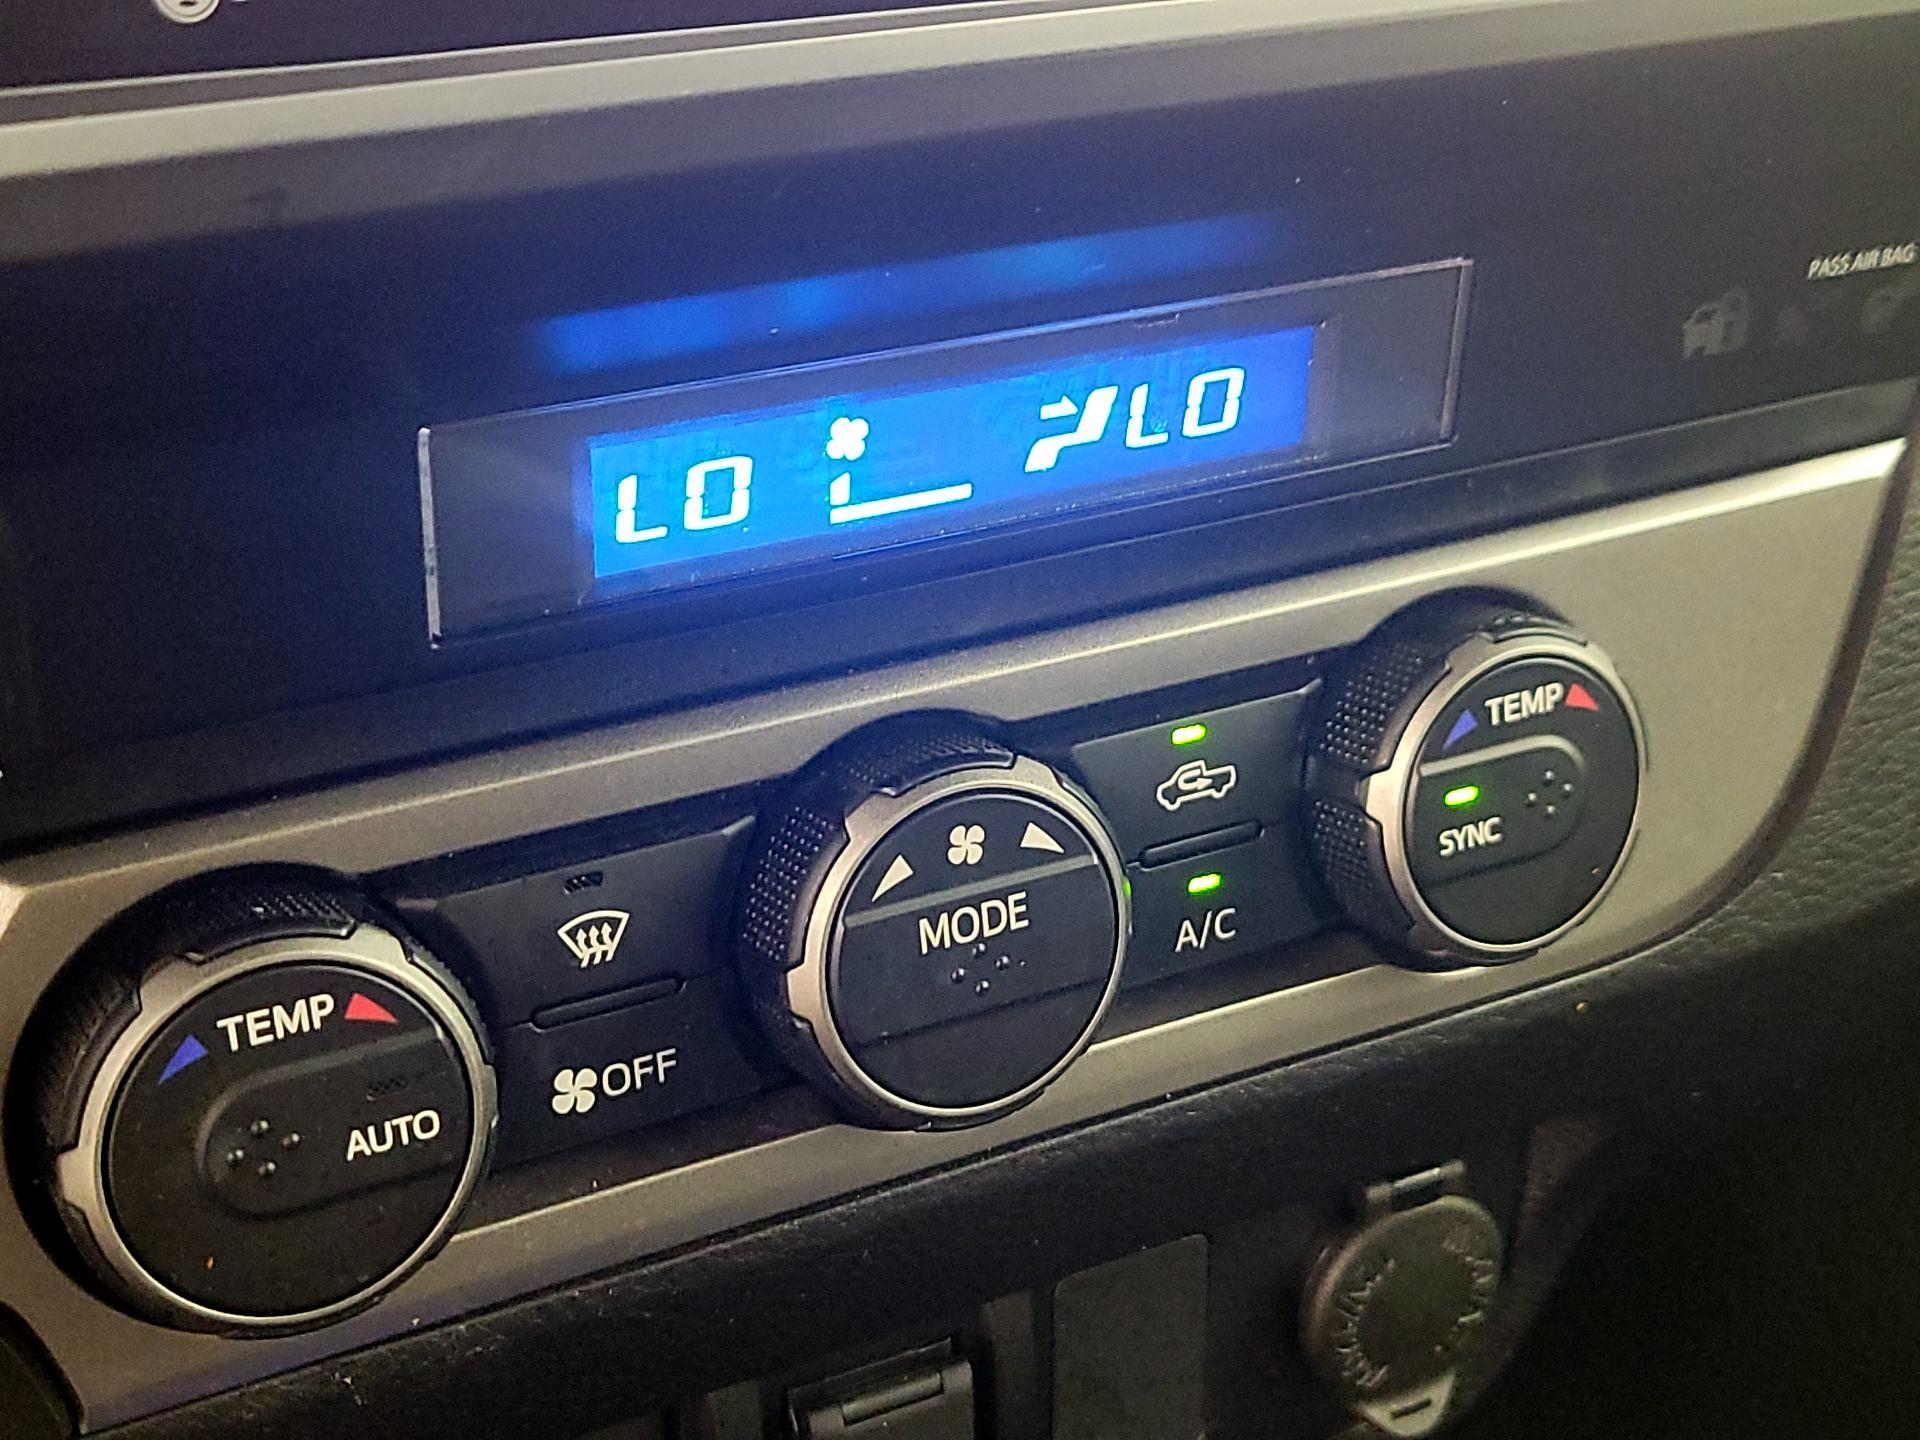 PASS AIR BAG
LO LO
TEMP
SYNC
MODE
A/C
TEMP
AUTO
OFF